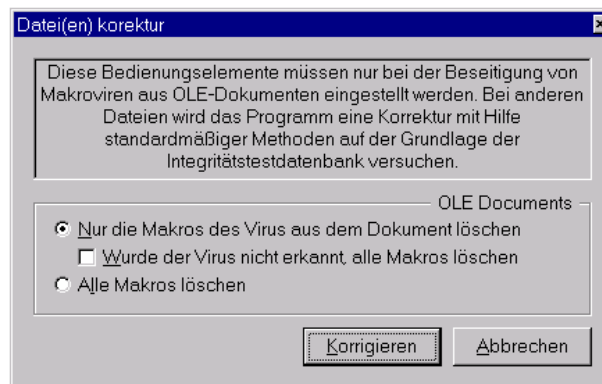 Datei(en) korektur
Diese Bedienungselemente müssen nur bei der Beseitigung von
Makroviren aus OLE-Dokumenten eingestellt werden. Bei anderen
Dateien wird das Programm eine Korrektur mit Hilfe
standardmäßiger Methoden auf der Grundlage der
Integritätstestdatenbank versuchen.
OLE Documents
Nur die Makros des Virus aus dem Dokument löschen
Wurde der Virus nicht erkannt, alle Makros löschen
Alle Makros löschen
Korrigieren
Abbrechen